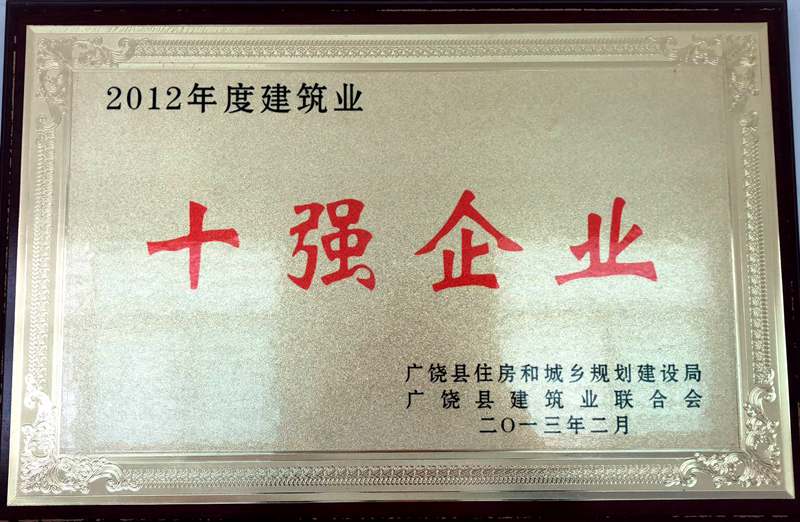 2012年度建筑业
十强企业
广饶县住房和城乡规划建设局
广饶县建筑业联合会
二〇一三年二月